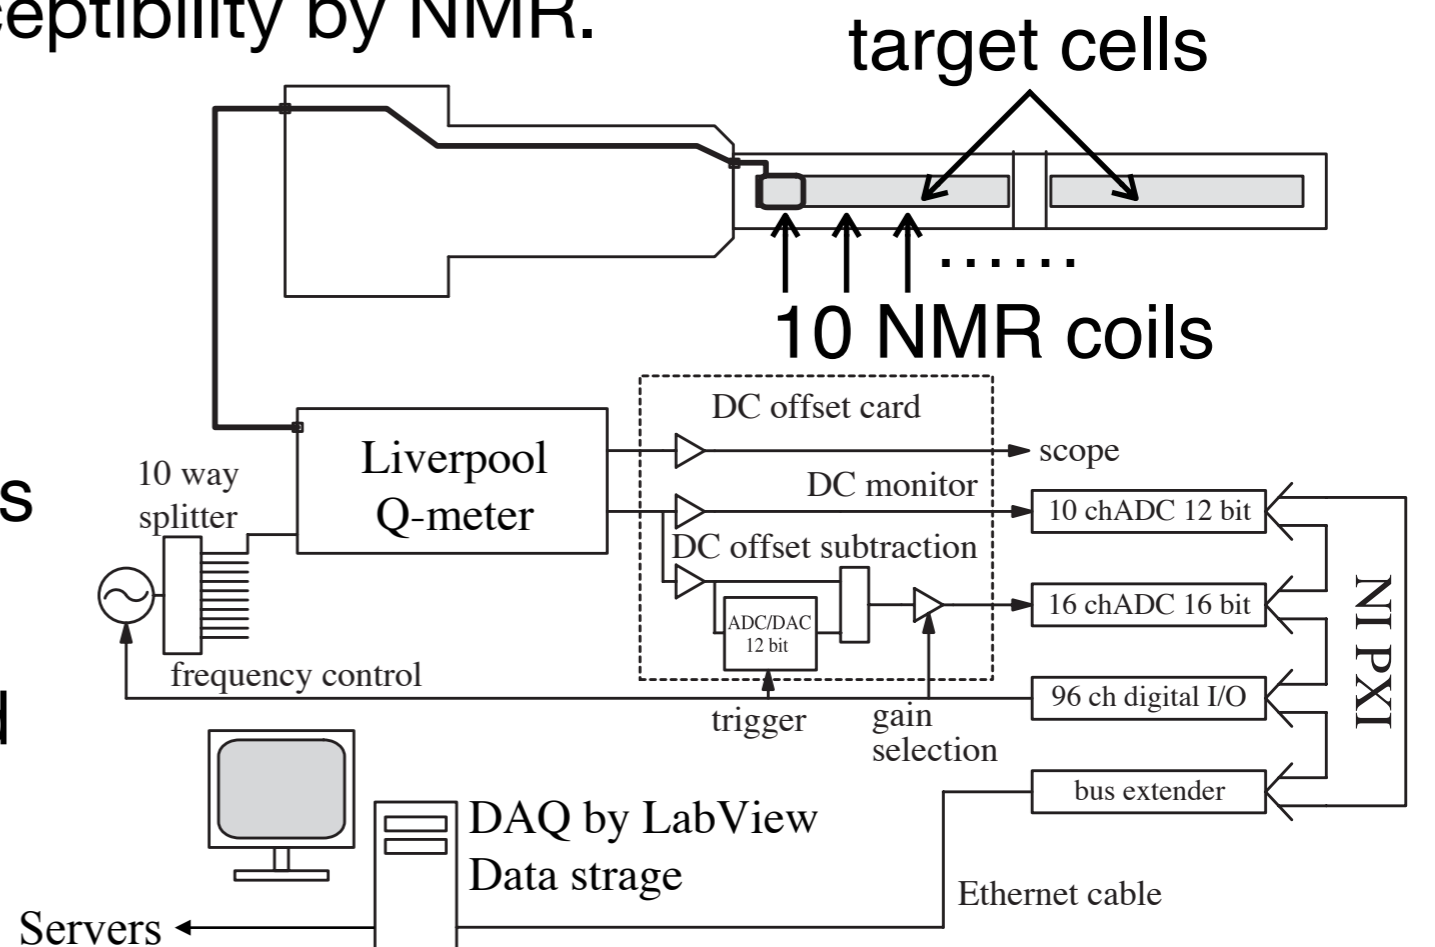 ceptibility by NMR.
target cells
......
10 NMR coils
DC offset card
Liverpool
Q-meter
scope
10 way
splitter
s
DC monitor
10 chADC 12 bit
DC offset subtraction
ADC/DAC
12 bit
16 chADC 16 bit
NI PXI
frequency control
96 ch digital I/O
d
trigger
gain
selection
bus extender
DAQ by LabView
Data strage
Ethernet cable
Servers